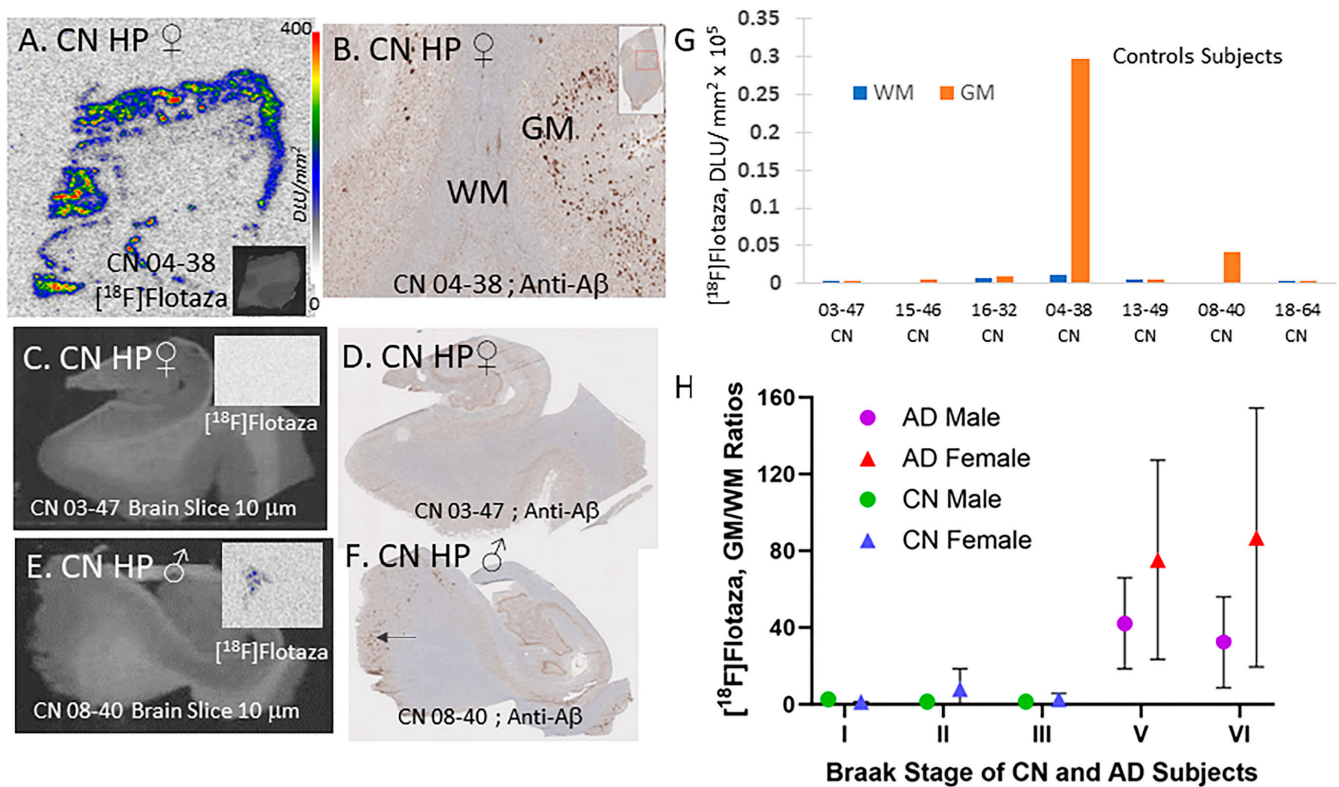 A. CN HP ♀
400
DLU/mm²
0
CN 04-38
[¹⁸F]Flotaza
B. CN HP ♀
GM
WM
CN 04-38 ; Anti-Aβ
C. CN HP♀
[¹⁸F]Flotaza
CN 03-47 Brain Slice 10 µm
D. CN HP♀
CN 03-47 ; Anti-Aβ
E. CN HP ♂
[¹⁸F]Flotaza
CN 08-40 Brain Slice 10 µm
F. CN HP ♂
CN 08-40 ; Anti-Aβ
G
[¹⁸F]Flotaza, DLU/ mm² x 10⁵
0.35
0.3
0.25
0.2
0.15
0.1
0.05
0
Controls Subjects
WM GM
03-47 15-46 16-32 04-38 13-49 08-40 18-64
CN CN CN CN CN CN CN
H
[¹⁸F]Flotaza, GM/WM Ratios
160
120
80
40
0
AD Male
AD Female
CN Male
CN Female
I II III V VI
Braak Stage of CN and AD Subjects